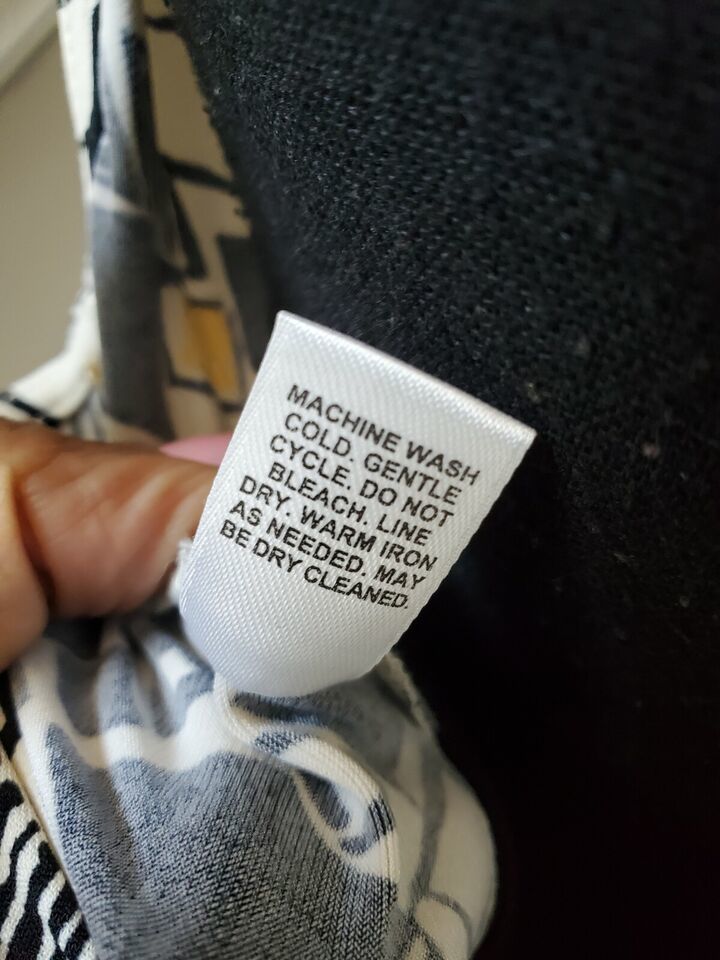 MACHINE WASH
COLD. GENTLE
CYCLE. DO NOT
BLEACH. LINE
DRY. WARM IRON
AS NEEDED. MAY
BE DRY CLEANED.